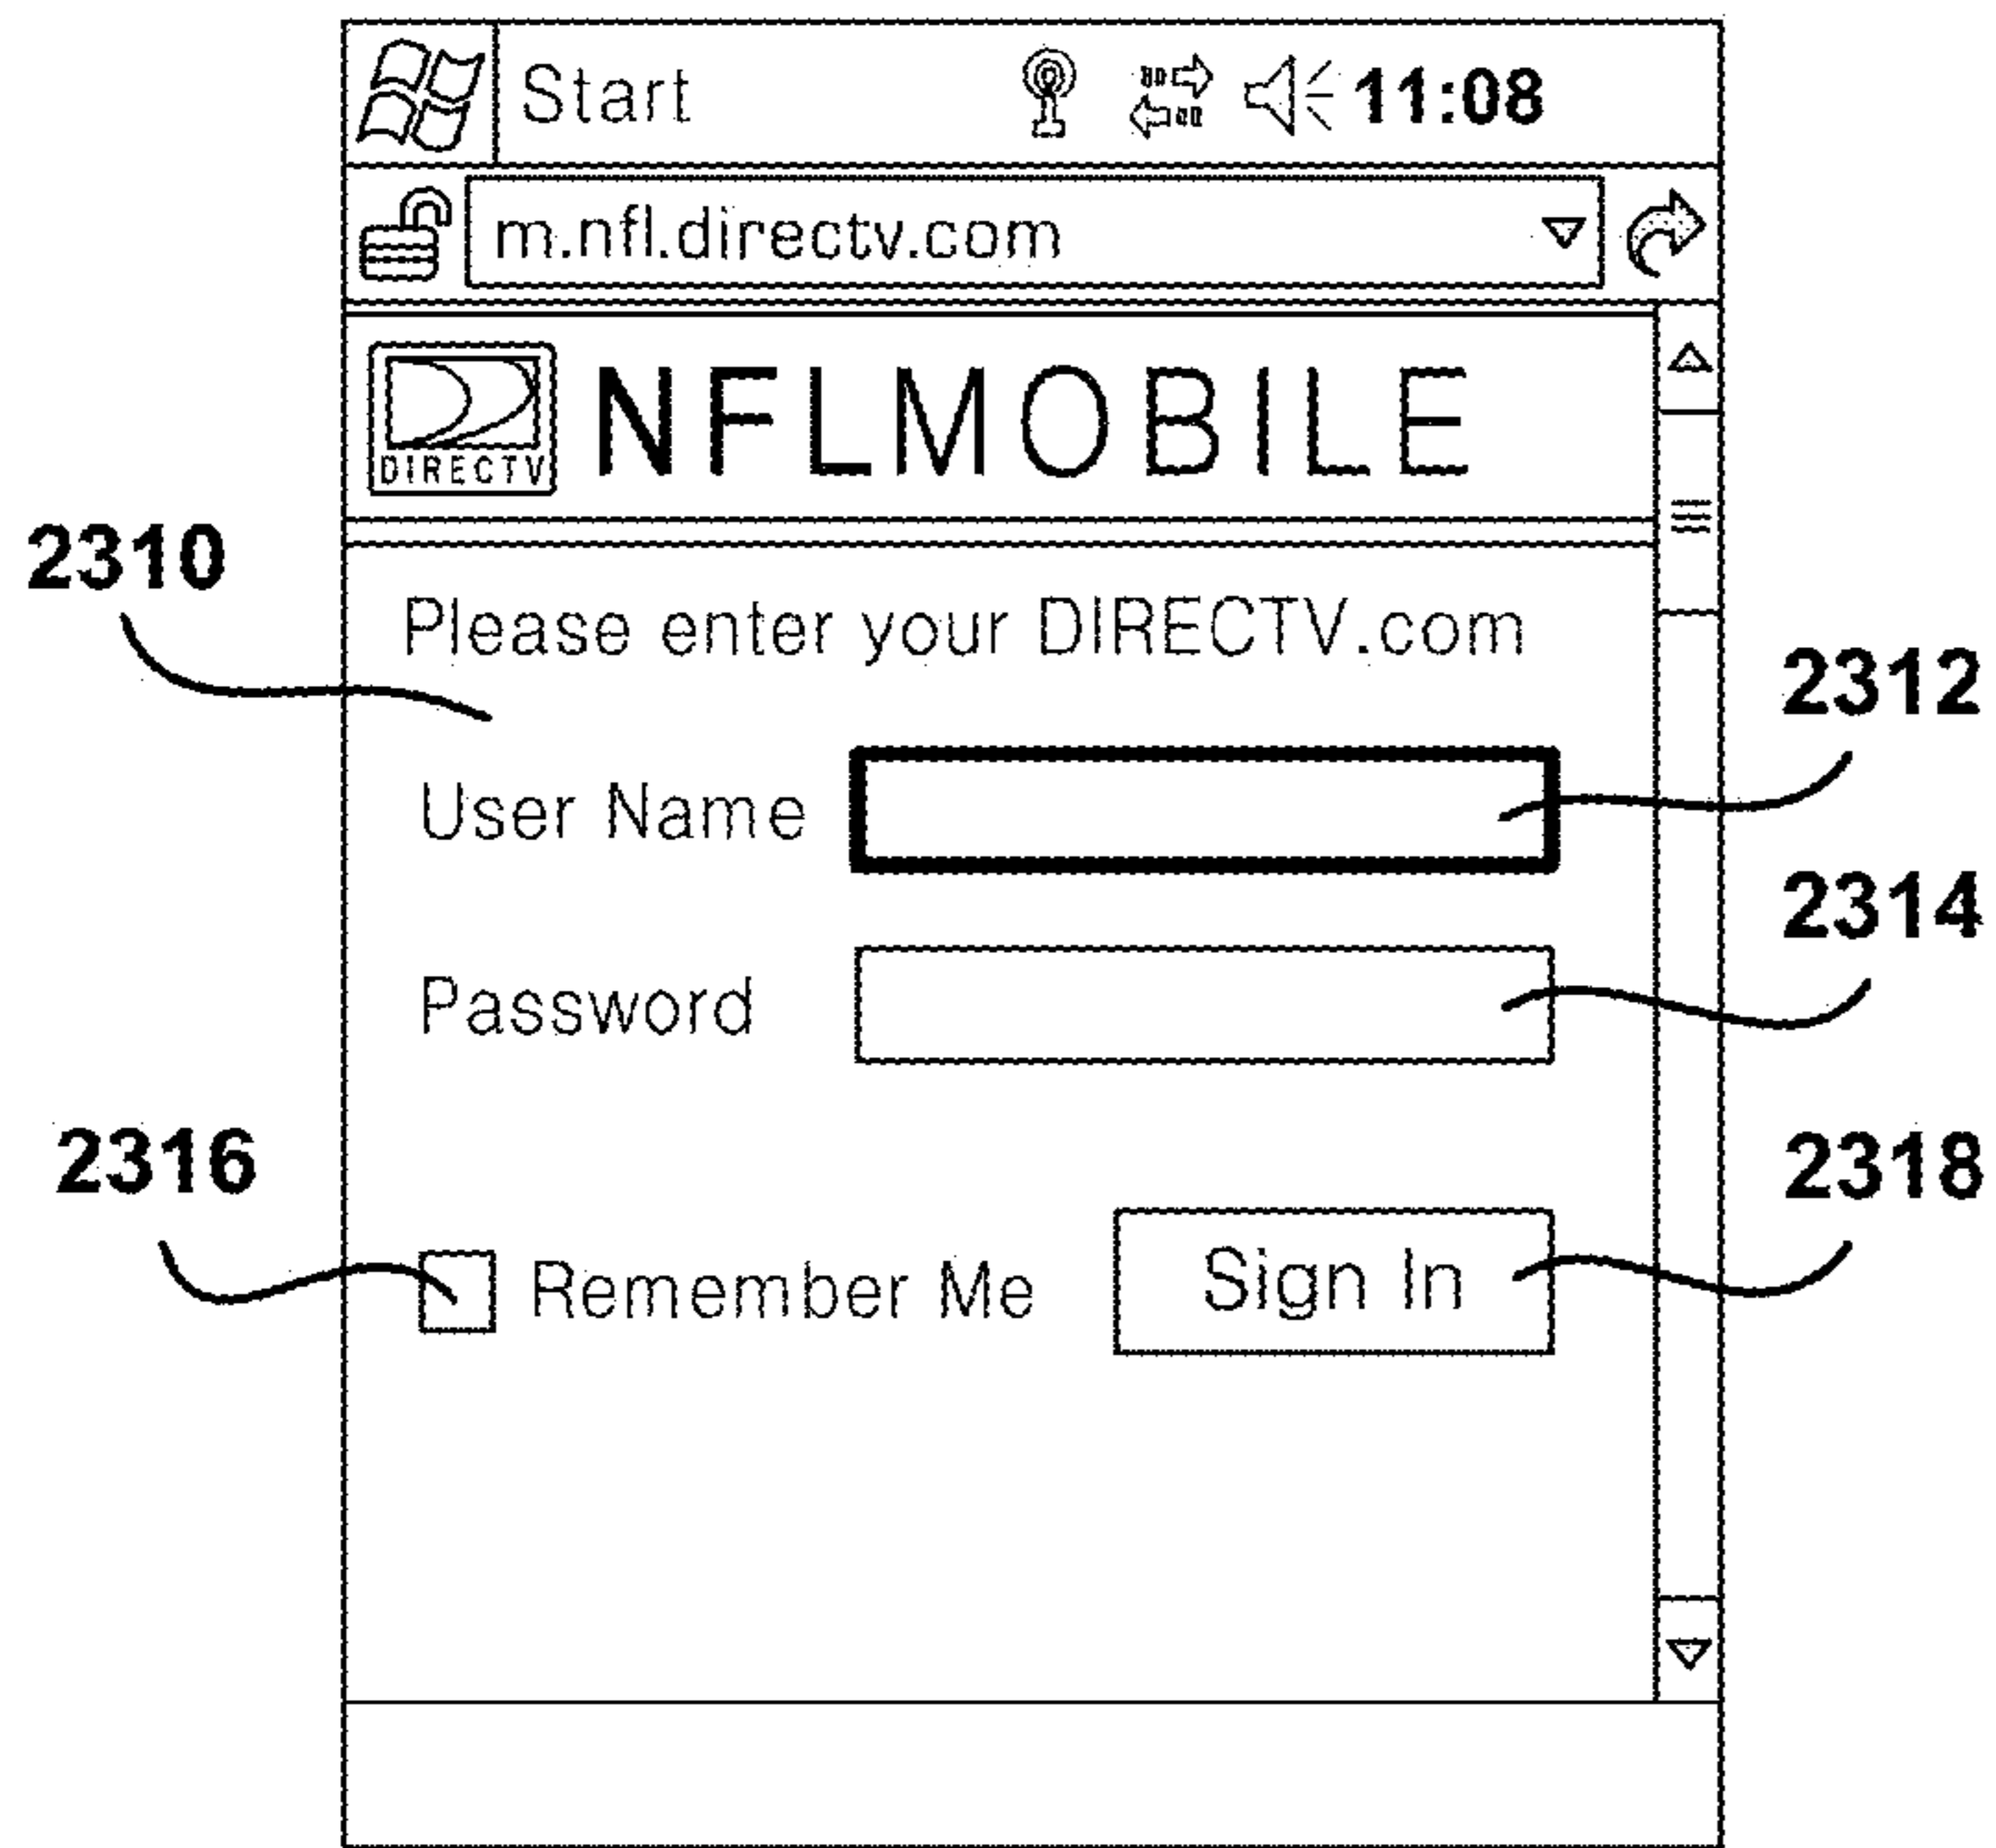 Start 11:08
m.nfl.directv.com
DIRECTV NFLMOBILE
2310
Please enter your DIRECTV.com
2312
User Name
2314
Password
2316
2318
Remember Me Sign In